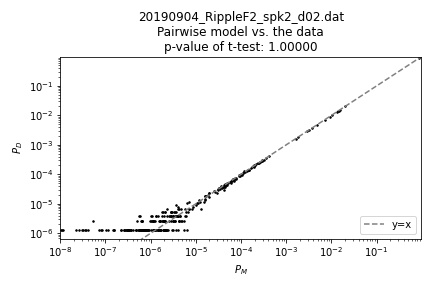 20190904_RippleF2_spk2_d02.dat
Pairwise model vs. the data
p-value of t-test: 1.00000
10⁻¹
10⁻²
10⁻³
10⁻⁴
10⁻⁵
10⁻⁶
P_D
y=x
10⁻⁸ 10⁻⁷ 10⁻⁶ 10⁻⁵ 10⁻⁴ 10⁻³ 10⁻² 10⁻¹
P_M